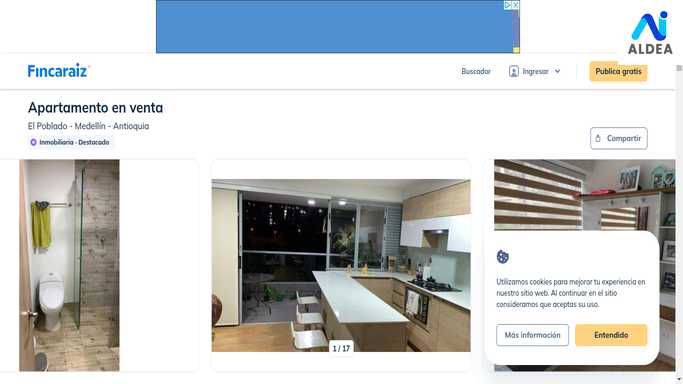 ALDEA
Fincaraiz
Buscador
Ingresar
Publica gratis
Apartamento en venta
El Poblado - Medellín - Antioquia
Inmobiliaria - Destacado
Compartir
1 / 17
Utilizamos cookies para mejorar tu experiencia en
nuestro sitio web. Al continuar en el sitio
consideramos que aceptas su uso.
Más información
Entendido